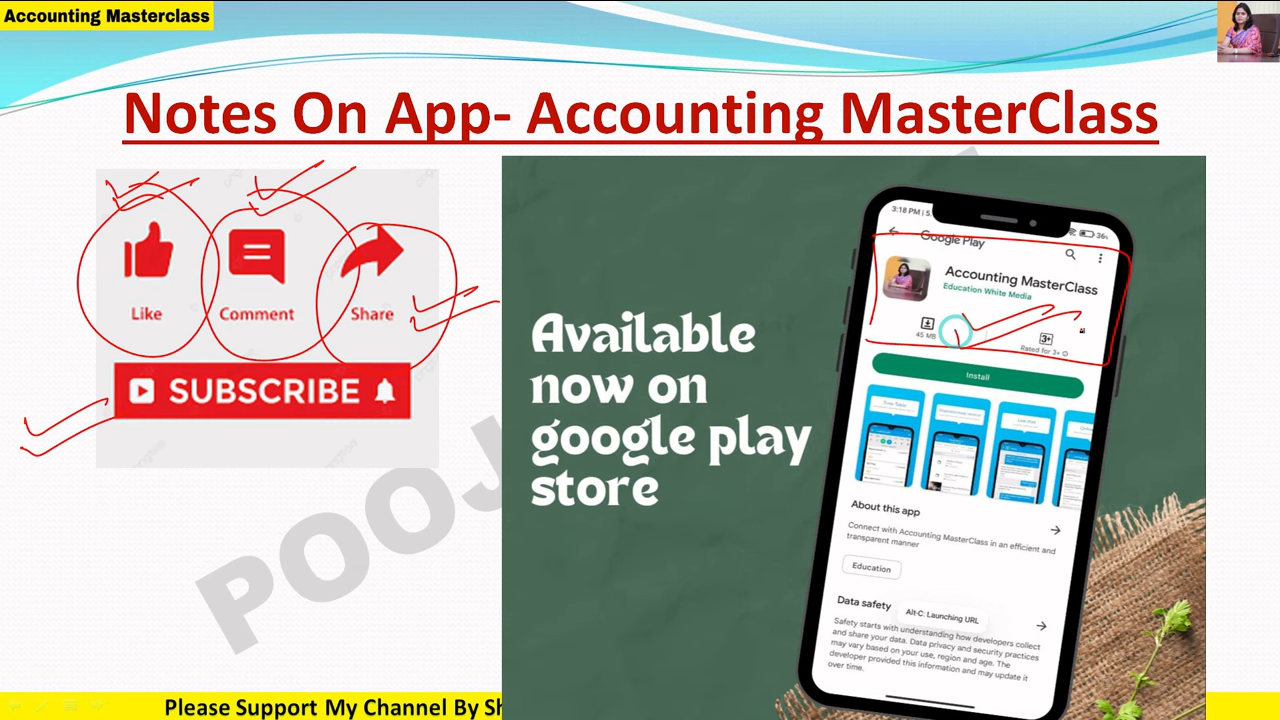 Accounting Masterclass
Notes On App- Accounting MasterClass
Like
Comment
Share
SUBSCRIBE
POOJ
Available
now on
google play
store
3:18 PM | 5.
36
Google Play
Accounting MasterClass
Education White Media
45 MB
3+
Rated for 3+
Install
About this app
Connect with Accounting MasterClass in an efficient and
transparent manner
Education
Data safety
Alt-C: Launching URL
Safety starts with understanding how developers collect
and share your data. Data privacy and security practices
may vary based on your use, region and age. The
developer provided this information and may update it
over time.
Please Support My Channel By Sh